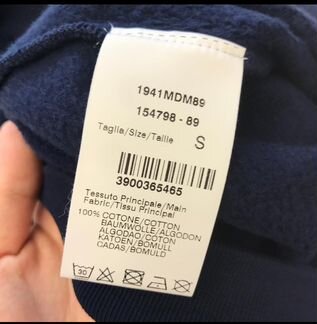 1941MDM89
154798 - 89
Taglia/Size/Taille S
3900365465
Tessuto Principale/Main
Fabric/Tissu Principal
100% COTONE/COTTON
BAUMWOLLE/ALGODON
ALGODAO/COTON
KATOEN/BOMULL
CADAS/BOMULD
30